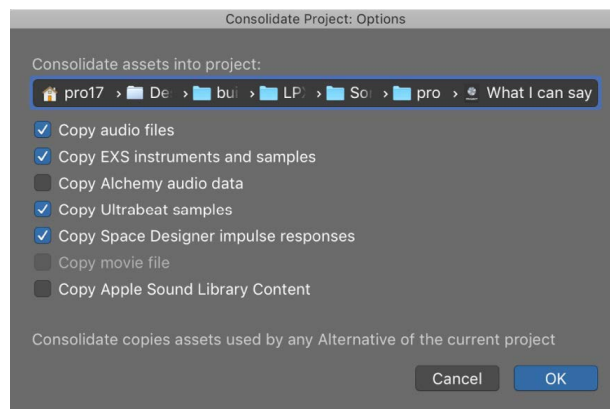 Consolidate Project: Options
Consolidate assets into project:
pro17 › De › bui › LP › So › pro › What I can say
Copy audio files
Copy EXS instruments and samples
Copy Alchemy audio data
Copy Ultrabeat samples
Copy Space Designer impulse responses
Copy movie file
Copy Apple Sound Library Content
Consolidate copies assets used by any Alternative of the current project
Cancel OK